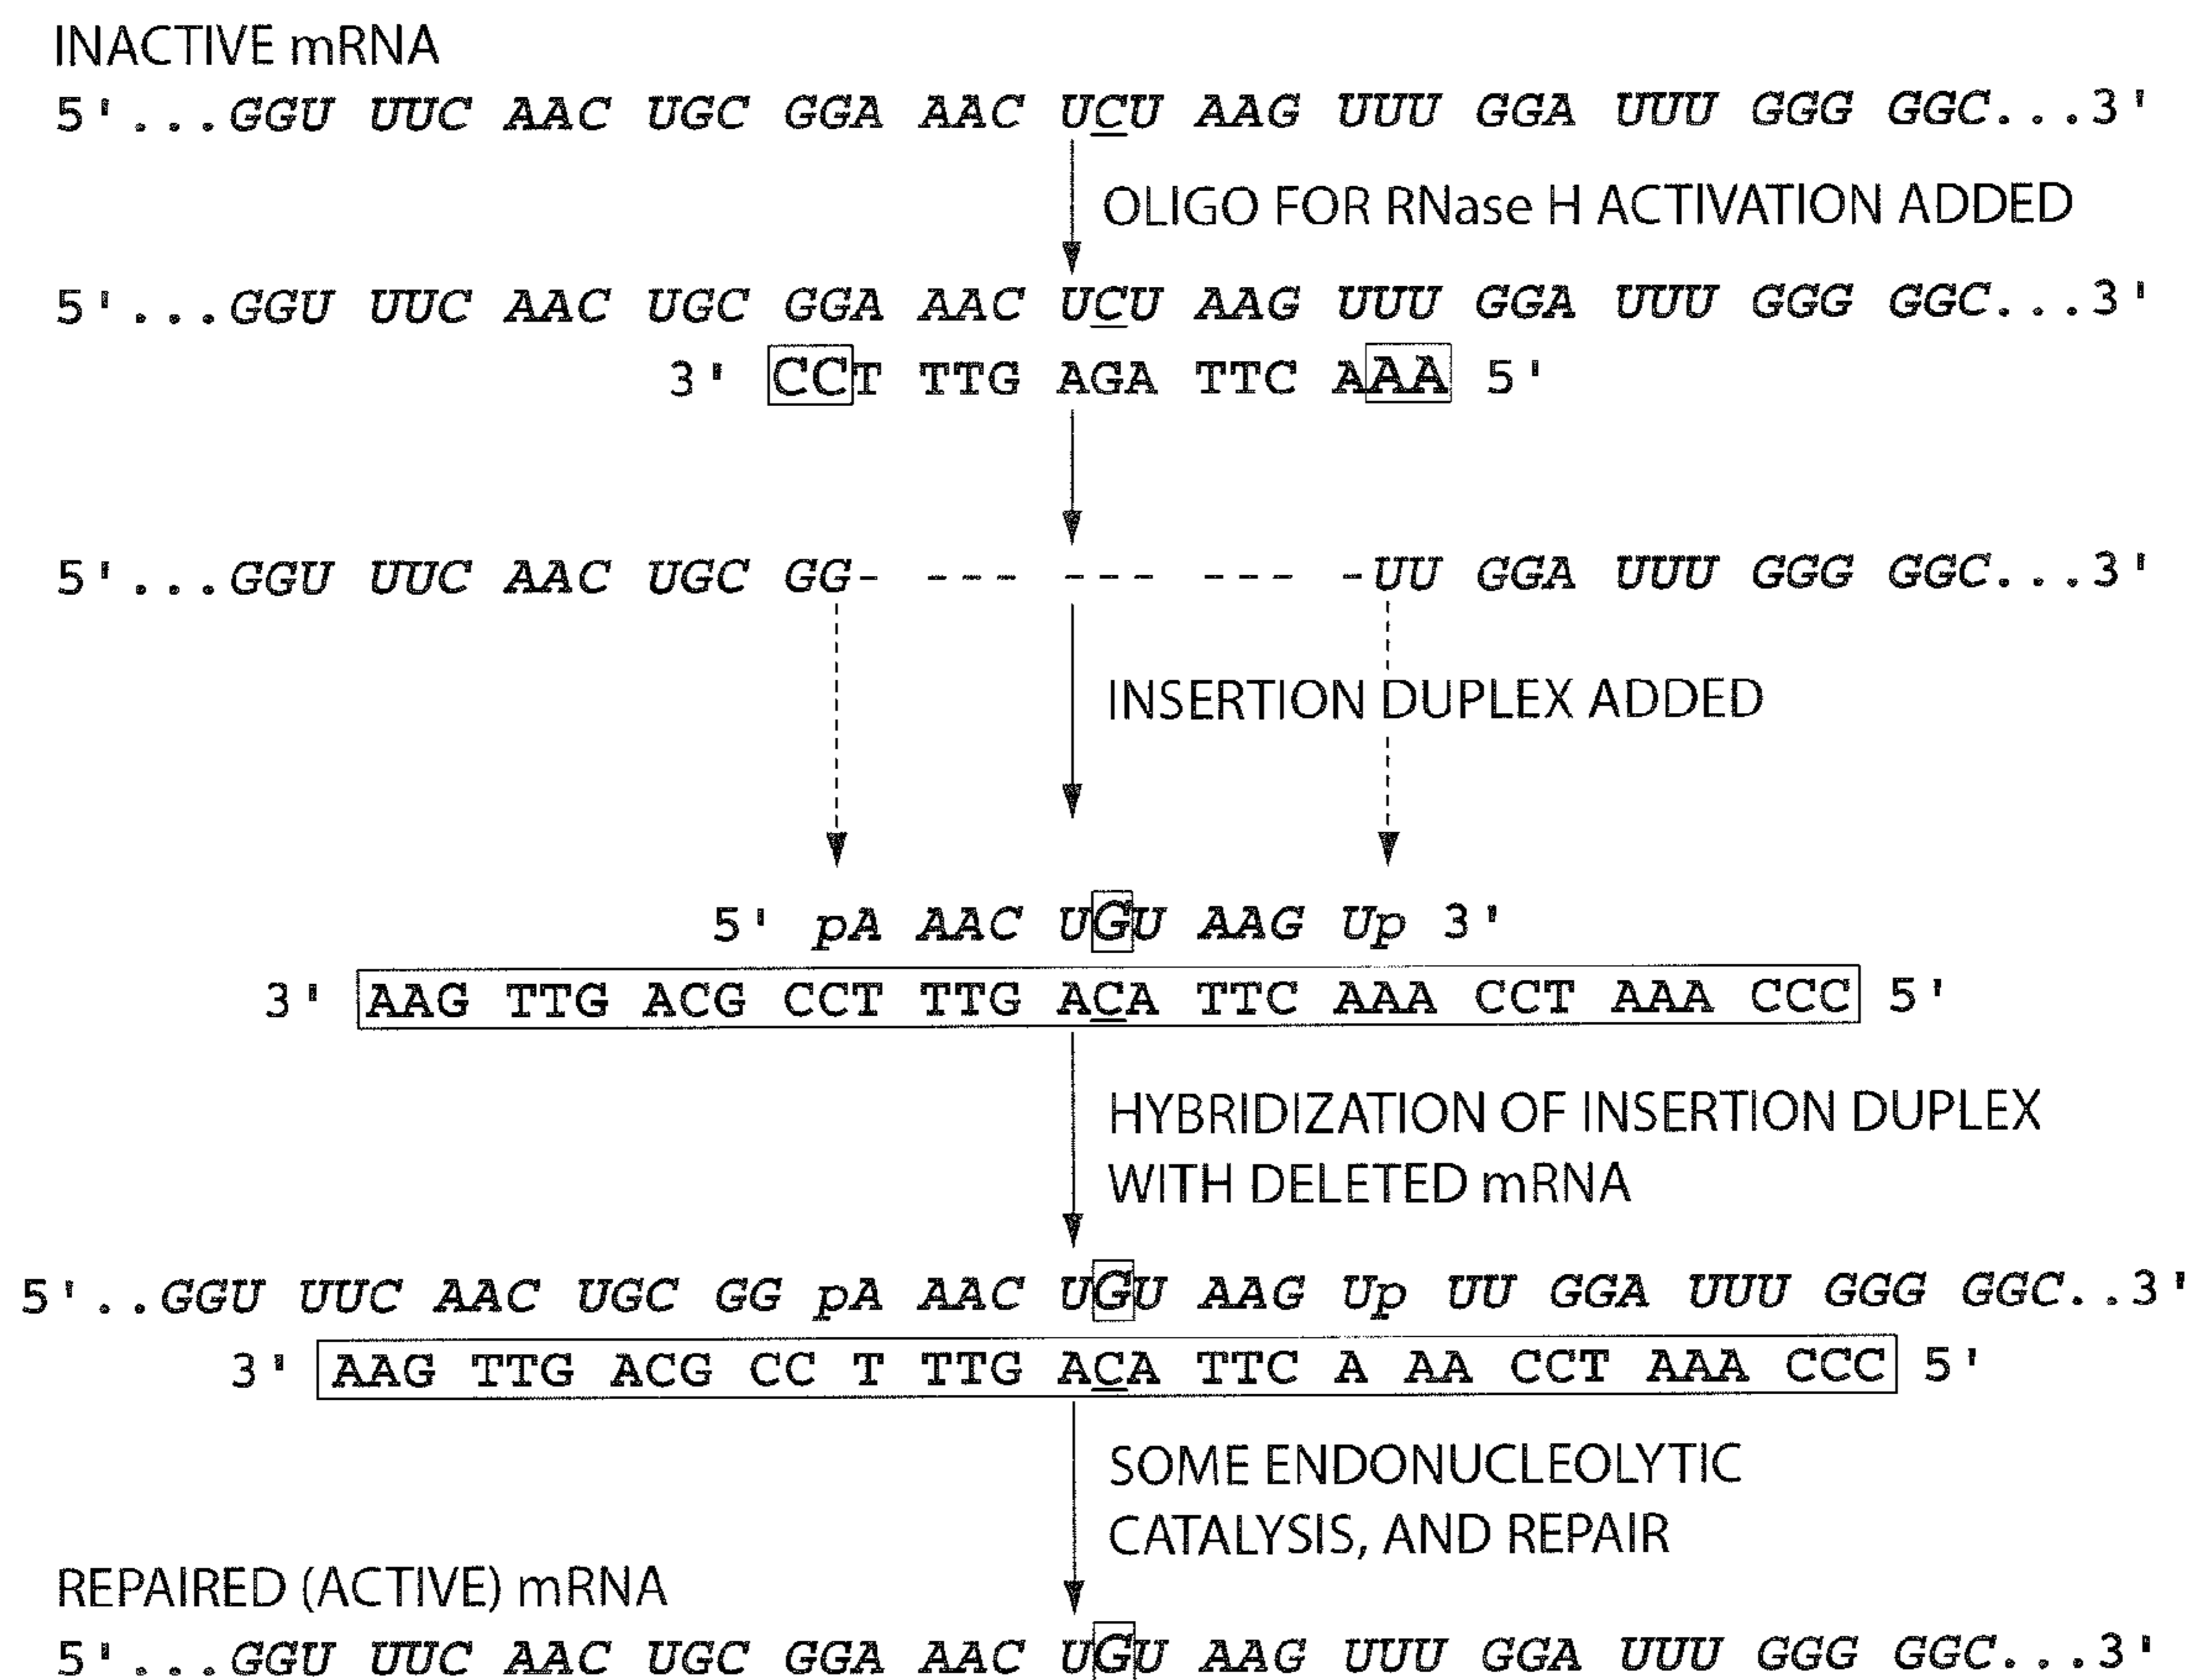 INACTIVE mRNA
5'...GGU UUC AAC UGC GGA AAC UCU AAG UUU GGA UUU GGG GGC...3'
OLIGO FOR RNase H ACTIVATION ADDED
5'...GGU UUC AAC UGC GGA AAC UCU AAG UUU GGA UUU GGG GGC...3'
3' CCT TTG AGA TTC AAA 5'
5'...GGU UUC AAC UGC GG- --- --- --- -UU GGA UUU GGG GGC...3'
INSERTION DUPLEX ADDED
5' pA AAC UGU AAG Up 3'
3' AAG TTG ACG CCT TTG ACA TTC AAA CCT AAA CCC 5'
HYBRIDIZATION OF INSERTION DUPLEX
WITH DELETED mRNA
5'..GGU UUC AAC UGC GG pA AAC UGU AAG Up UU GGA UUU GGG GGC..3'
3' AAG TTG ACG CC T TTG ACA TTC A AA CCT AAA CCC 5'
SOME ENDONUCLEOLYTIC
CATALYSIS, AND REPAIR
REPAIRED (ACTIVE) mRNA
5'...GGU UUC AAC UGC GGA AAC UGU AAG UUU GGA UUU GGG GGC...3'